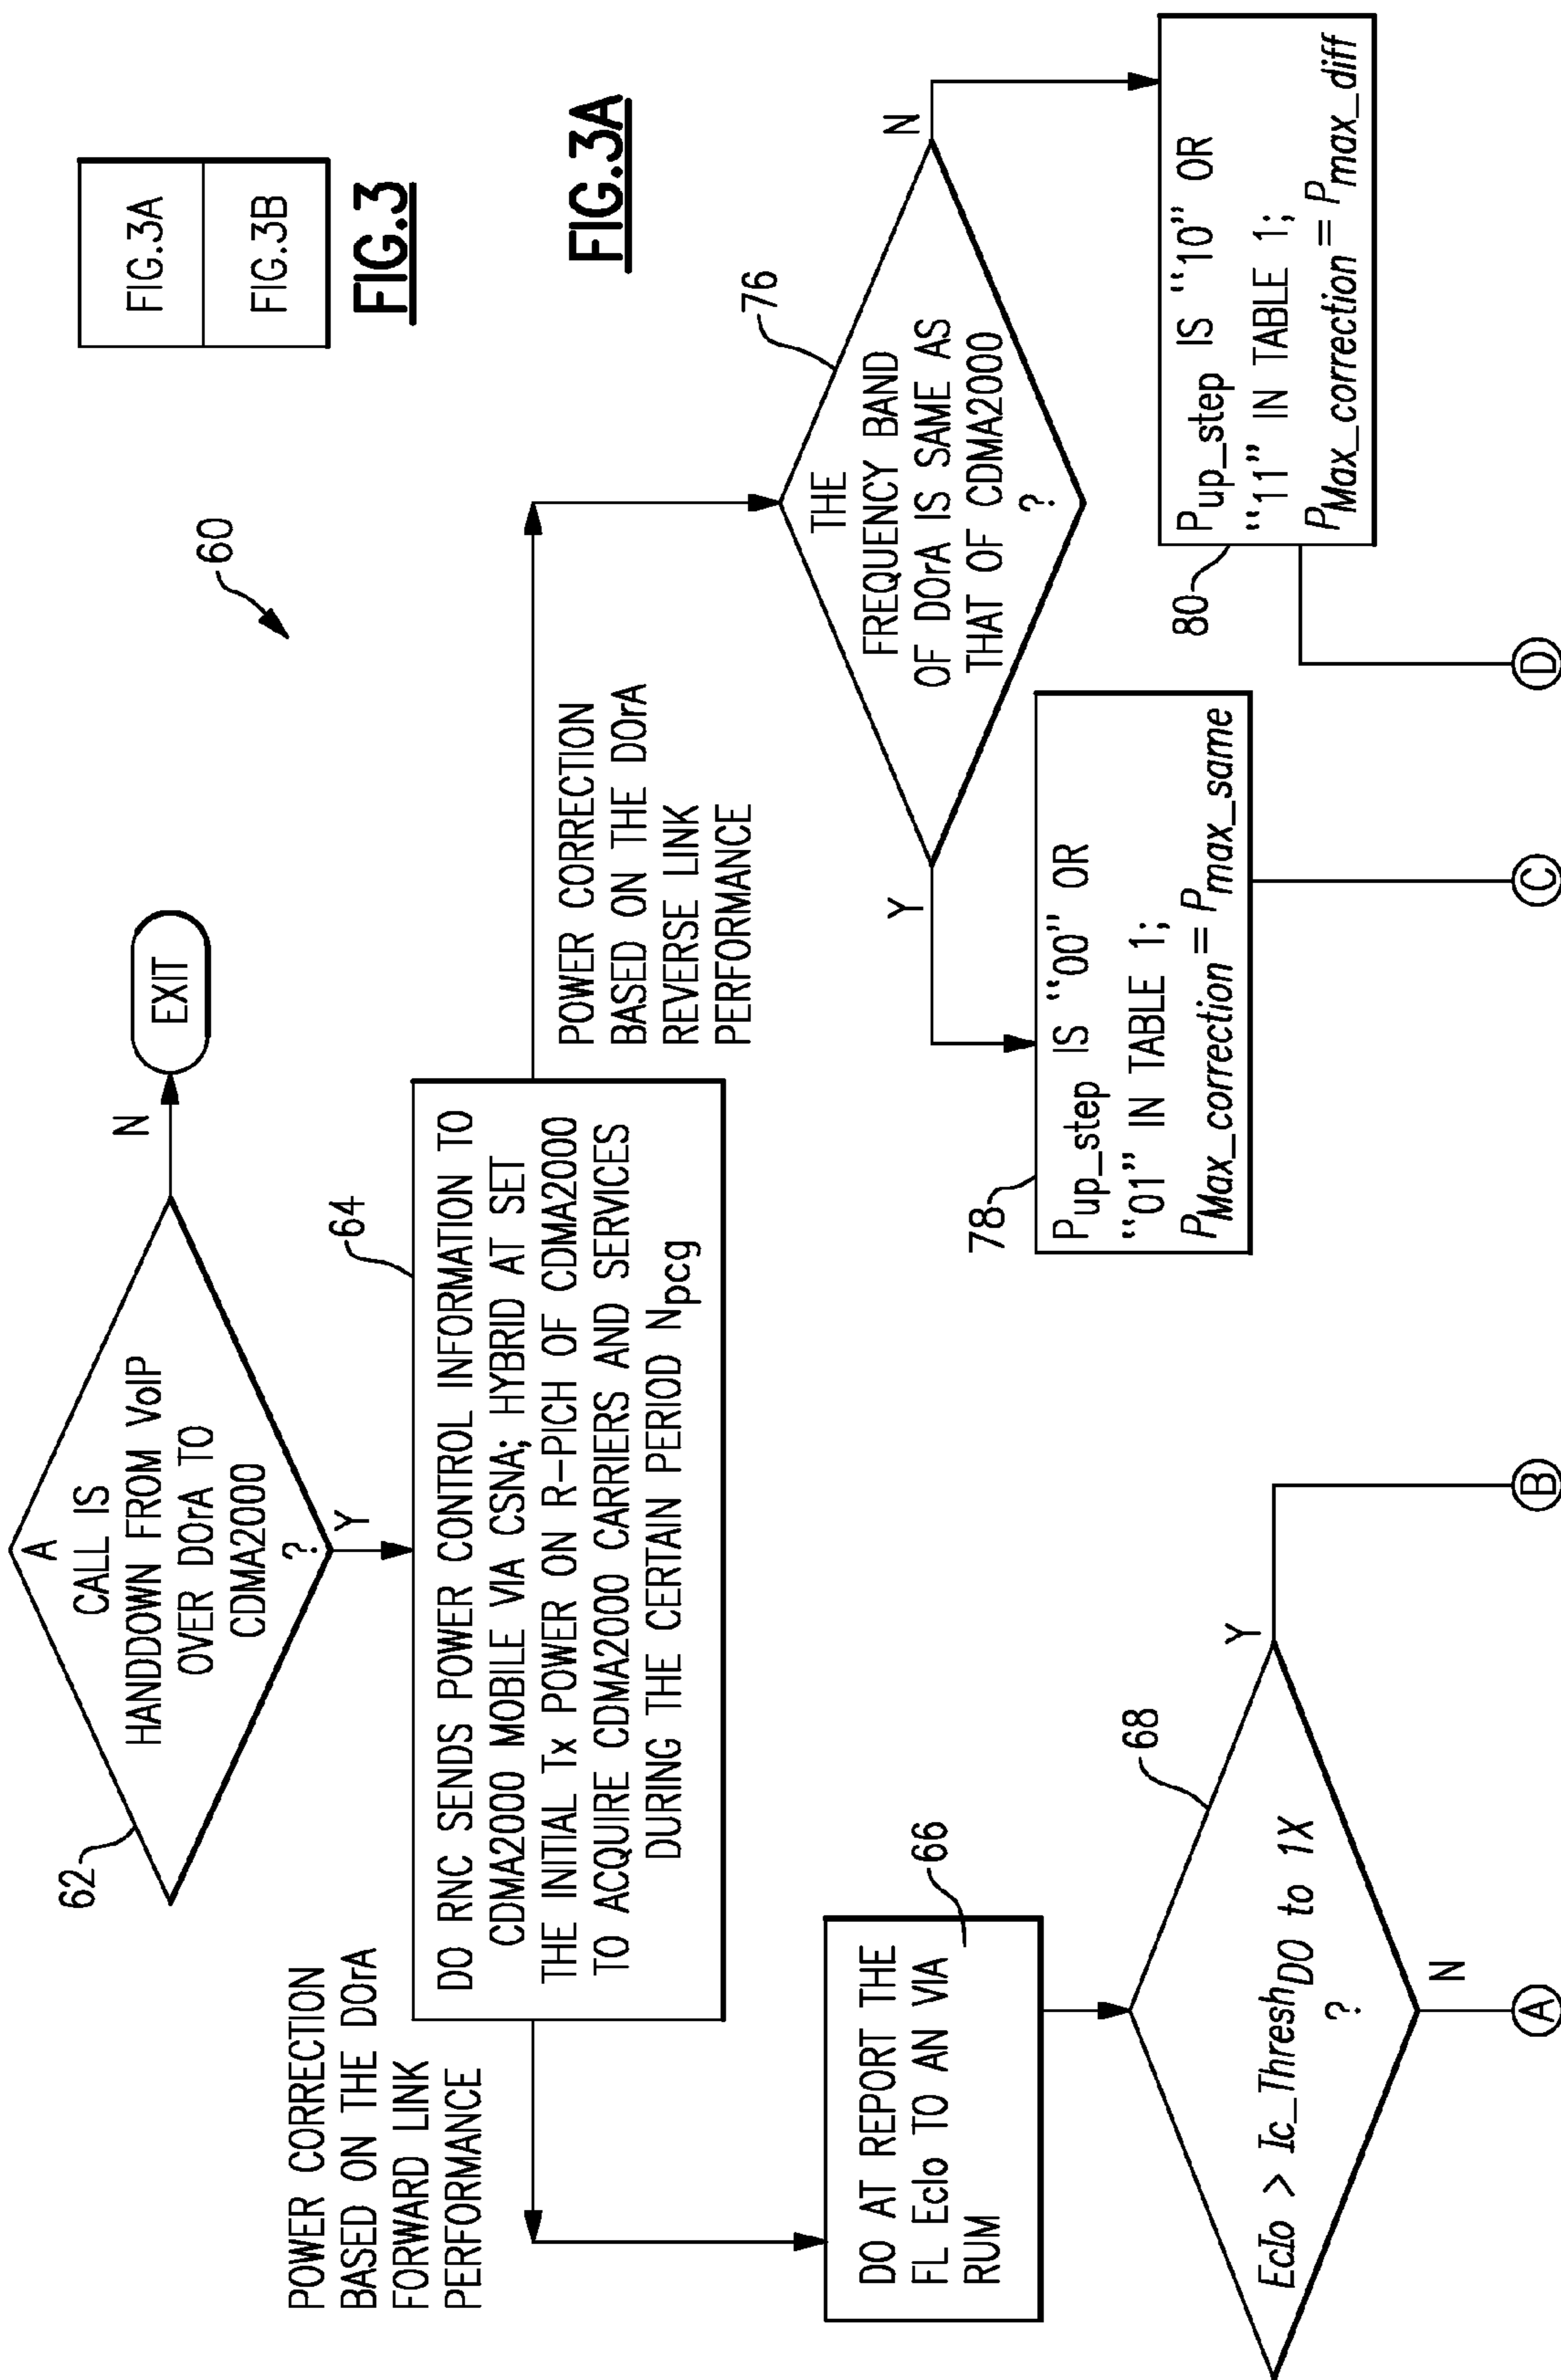 FIG.3A
FIG.3B
FIG.3
FIG.3A
60
62
A
CALL IS
HANDDOWN FROM VoIP
OVER DOrA TO
CDMA2000
?
N
EXIT
Y
64
DO RNC SENDS POWER CONTROL INFORMATION TO
CDMA2000 MOBILE VIA CSNA; HYBRID AT SET
THE INITIAL Tx POWER ON R-PICH OF CDMA2000
TO ACQUIRE CDMA2000 CARRIERS AND SERVICES
DURING THE CERTAIN PERIOD Npcg
POWER CORRECTION
BASED ON THE DOrA
FORWARD LINK
PERFORMANCE
POWER CORRECTION
BASED ON THE DOrA
REVERSE LINK
PERFORMANCE
DO AT REPORT THE
FL EcIo TO AN VIA
RUM
66
68
EcIo > Ic_ThreshDO to 1X
?
Y
N
A
B
76
THE
FREQUENCY BAND
OF DOrA IS SAME AS
THAT OF CDMA2000
?
Y
N
78
Pup_step IS “00” OR
“01” IN TABLE 1;
PMax_correction = Pmax_same
80
Pup_step IS “10” OR
“11” IN TABLE 1;
PMax_correction = Pmax_diff
C
D